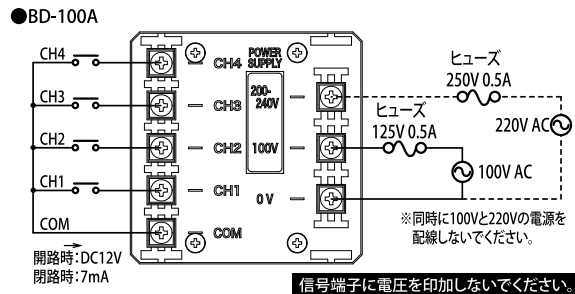 ●BD-100A
CH4
CH3
CH2
CH1
COM
開路時：DC12V
閉路時：7mA
CH4
CH3
CH2
CH1
COM
POWER
SUPPLY
200-
240V
100V
0 V
ヒューズ
250V 0.5A
ヒューズ
125V 0.5A
220V AC
100V AC
※同時に100Vと220Vの電源を
配線しないでください。
信号端子に電圧を印加しないでください。